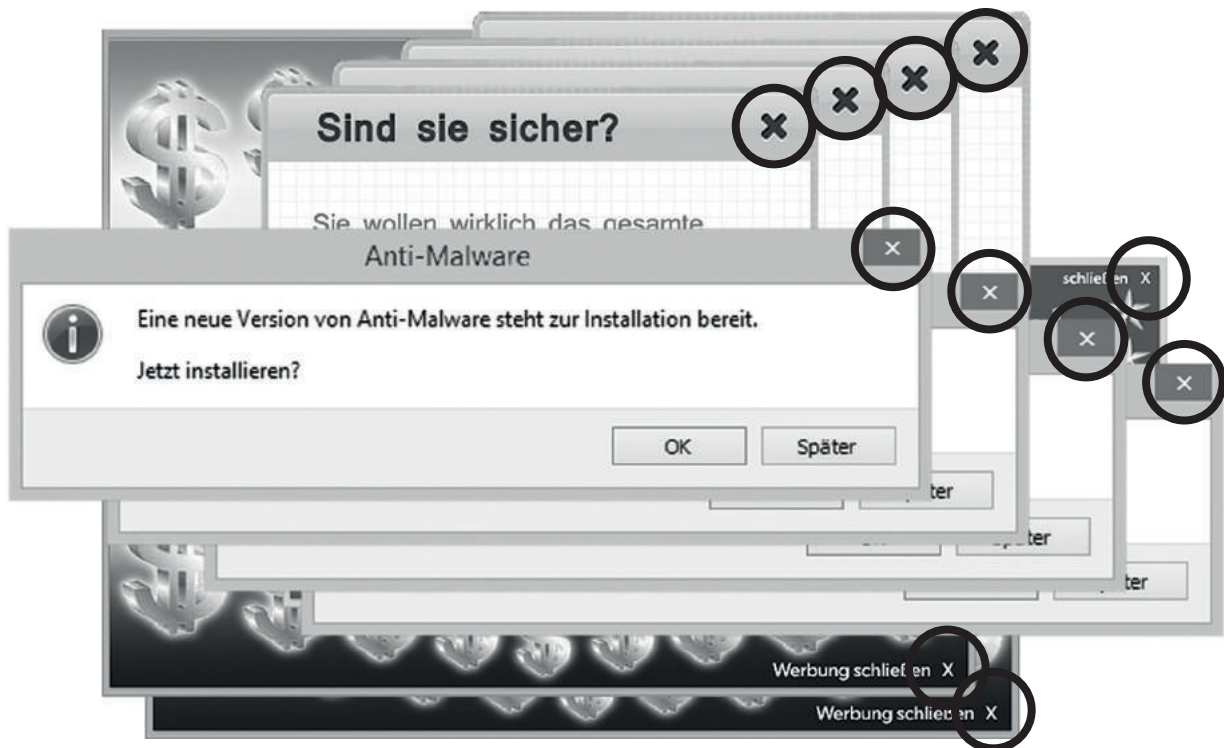 Sind sie sicher?
Sie wollen wirklich das gesamte
Anti-Malware
schließen X
Eine neue Version von Anti-Malware steht zur Installation bereit.
Jetzt installieren?
OK
Später
Werbung schließen X
Werbung schließen X